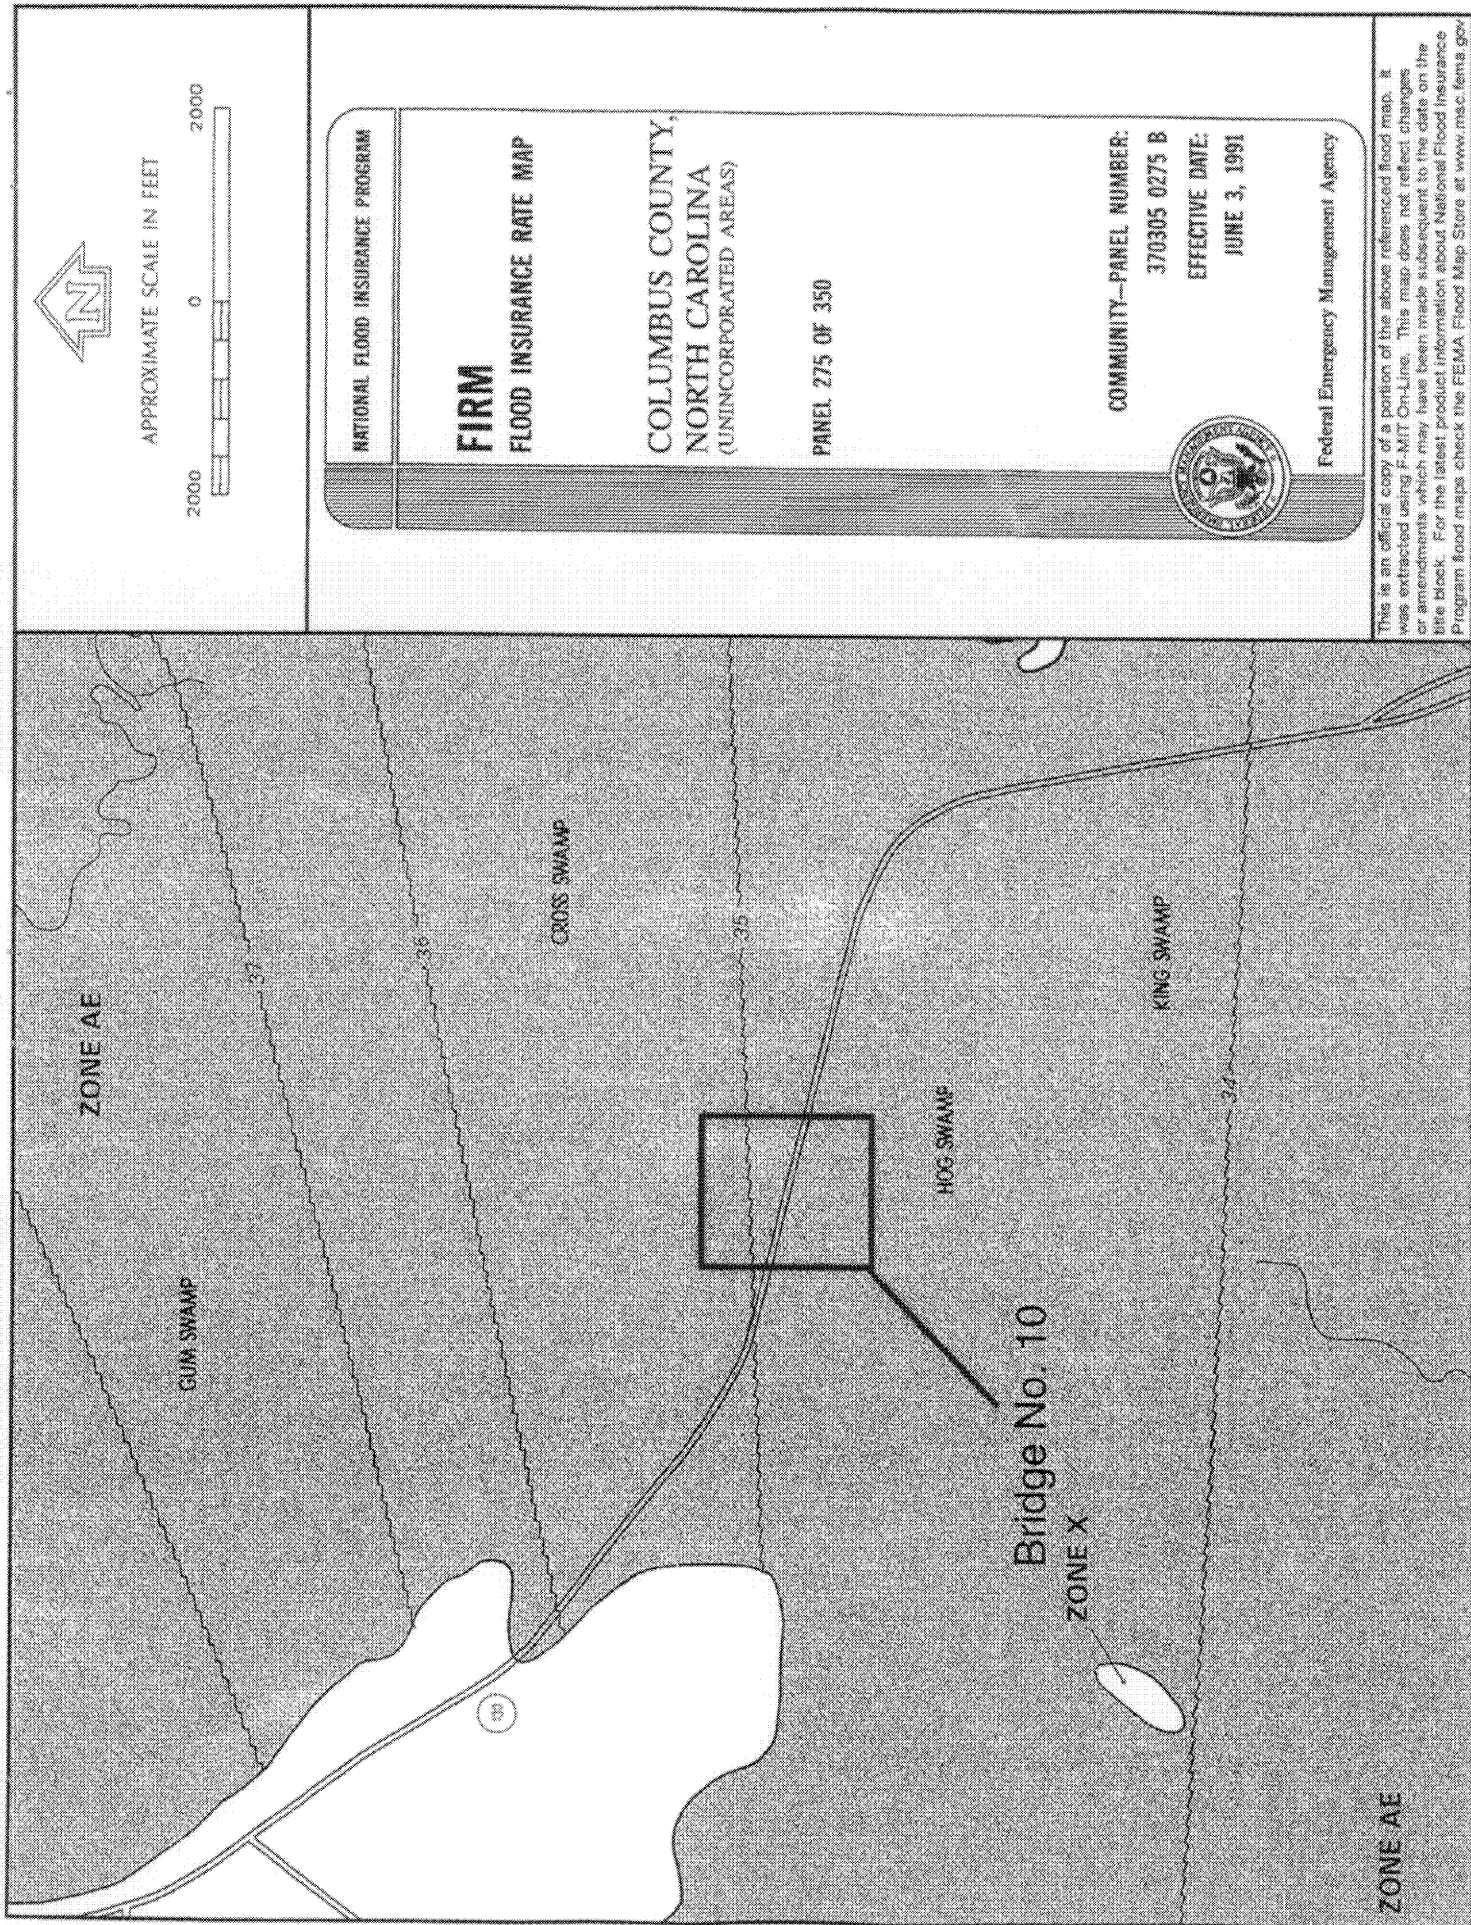 APPROXIMATE SCALE IN FEET
2000 0 2000
NATIONAL FLOOD INSURANCE PROGRAM
FIRM
FLOOD INSURANCE RATE MAP
COLUMBUS COUNTY,
NORTH CAROLINA
(UNINCORPORATED AREAS)
PANEL 275 OF 350
COMMUNITY—PANEL NUMBER:
370305 0275 B
EFFECTIVE DATE:
JUNE 3, 1991
Federal Emergency Management Agency
This is an official copy of a portion of the above referenced flood map. It
was extracted using F-MIT On-Line. This map does not reflect changes
or amendments which may have been made subsequent to the date on the
title block. For the latest product information about National Flood Insurance
Program flood maps check the FEMA Flood Map Store at www.msc.fema.gov
N
ZONE AE
GUM SWAMP
37
36
CROSS SWAMP
35
HOG SWAMP
KING SWAMP
34
Bridge No. 10
ZONE X
130
ZONE AE